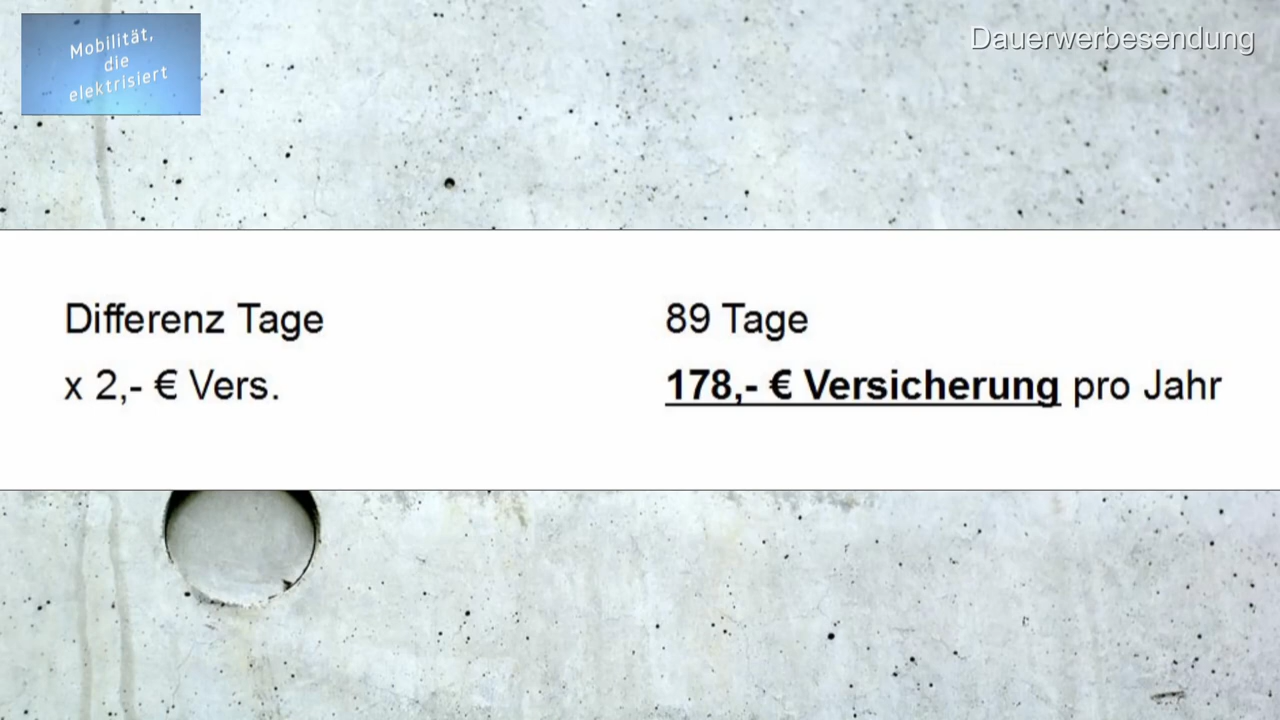 Mobilität,
die
elektrisiert
Dauerwerbesendung
Differenz Tage
89 Tage
x 2,- € Vers.
178,- € Versicherung pro Jahr